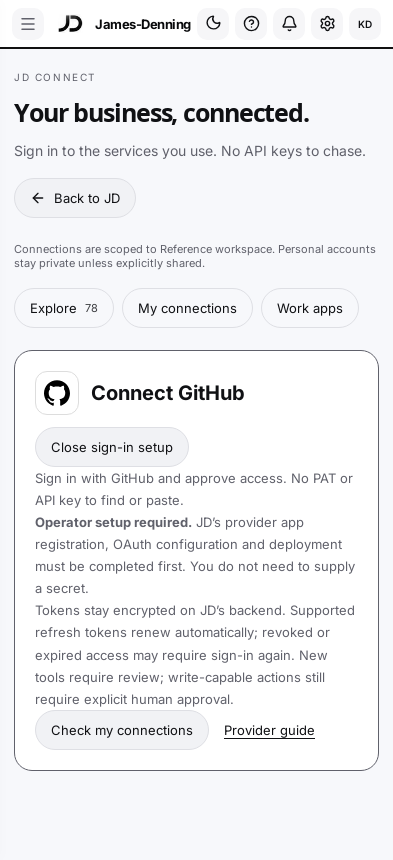 JD James-Denning KD
JD CONNECT
Your business, connected.
Sign in to the services you use. No API keys to chase.
Back to JD
Connections are scoped to Reference workspace. Personal accounts
stay private unless explicitly shared.
Explore 78 My connections Work apps
Connect GitHub
Close sign-in setup
Sign in with GitHub and approve access. No PAT or
API key to find or paste.
Operator setup required. JD’s provider app
registration, OAuth configuration and deployment
must be completed first. You do not need to supply
a secret.
Tokens stay encrypted on JD’s backend. Supported
refresh tokens renew automatically; revoked or
expired access may require sign-in again. New
tools require review; write-capable actions still
require explicit human approval.
Check my connections Provider guide